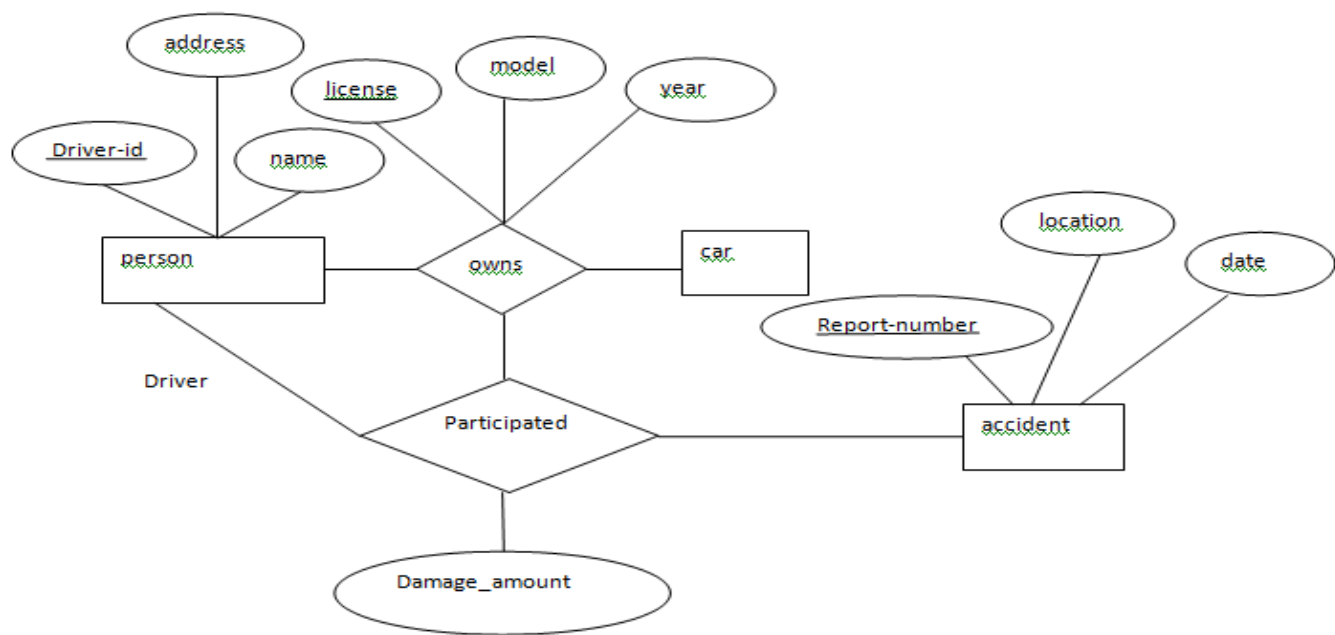 address
license
model
year
Driver-id
name
person
owns
car
location
date
Report-number
Driver
Participated
accident
Damage_amount